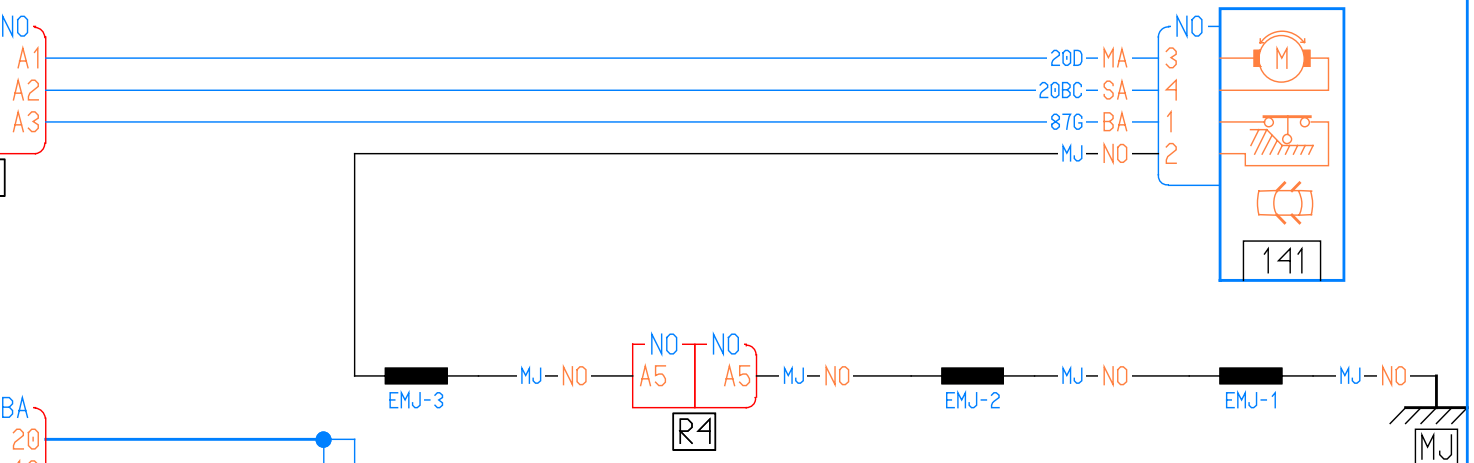 NO
A1 20D MA 3
A2 20BC SA 4
A3 87G BA 1
MJ NO 2
NO
M
141
NO NO
EMJ-3 MJ NO A5 A5 MJ NO EMJ-2 MJ NO EMJ-1 MJ NO
R4
MJ
BA
20